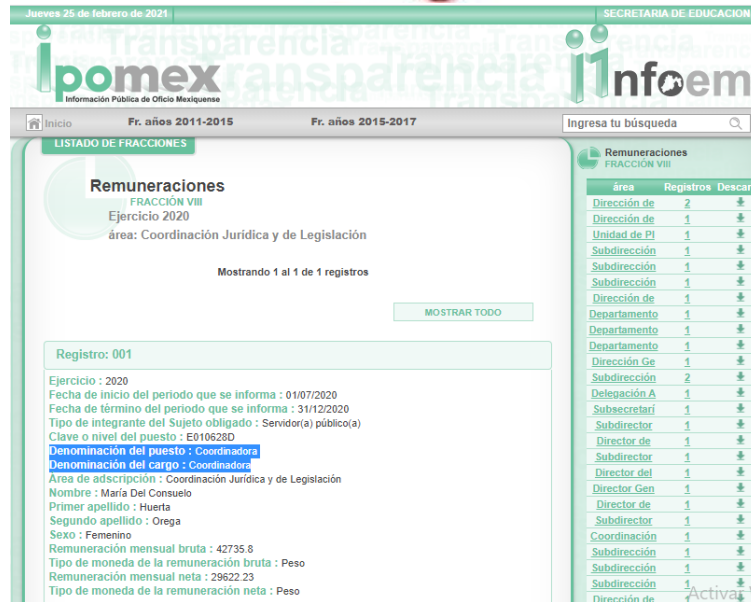 Jueves 25 de febrero de 2021
SECRETARIA DE EDUCACION
Ipomex
Información Pública de Oficio Mexiquense
Infoem
Inicio
Fr. años 2011-2015
Fr. años 2015-2017
Ingresa tu búsqueda
LISTADO DE FRACCIONES
Remuneraciones
FRACCIÓN VIII
Ejercicio 2020
área: Coordinación Jurídica y de Legislación
Mostrando 1 al 1 de 1 registros
MOSTRAR TODO
Registro: 001
Ejercicio : 2020
Fecha de inicio del periodo que se informa : 01/07/2020
Fecha de término del periodo que se informa : 31/12/2020
Tipo de integrante del Sujeto obligado : Servidor(a) público(a)
Clave o nivel del puesto : E010628D
Denominación del puesto : Coordinadora
Denominación del cargo : Coordinadora
Área de adscripción : Coordinación Jurídica y de Legislación
Nombre : María Del Consuelo
Primer apellido : Huerta
Segundo apellido : Orega
Sexo : Femenino
Remuneración mensual bruta : 42735.8
Tipo de moneda de la remuneración bruta : Peso
Remuneración mensual neta : 29622.23
Tipo de moneda de la remuneración neta : Peso
Remuneraciones
FRACCIÓN VIII
área Registros Descar
Dirección de 2
Dirección de 1
Unidad de Pl 1
Subdirección 1
Subdirección 1
Subdirección 1
Dirección de 1
Departamento 1
Departamento 1
Departamento 1
Dirección Ge 1
Subdirección 2
Delegación A 1
Subsecretarí 1
Subdirector 1
Director de 1
Subdirector 1
Director del 1
Director Gen 1
Director de 1
Subdirector 1
Coordinación 1
Subdirección 1
Subdirección 1
Subdirección 1
Dirección de 1
Activar